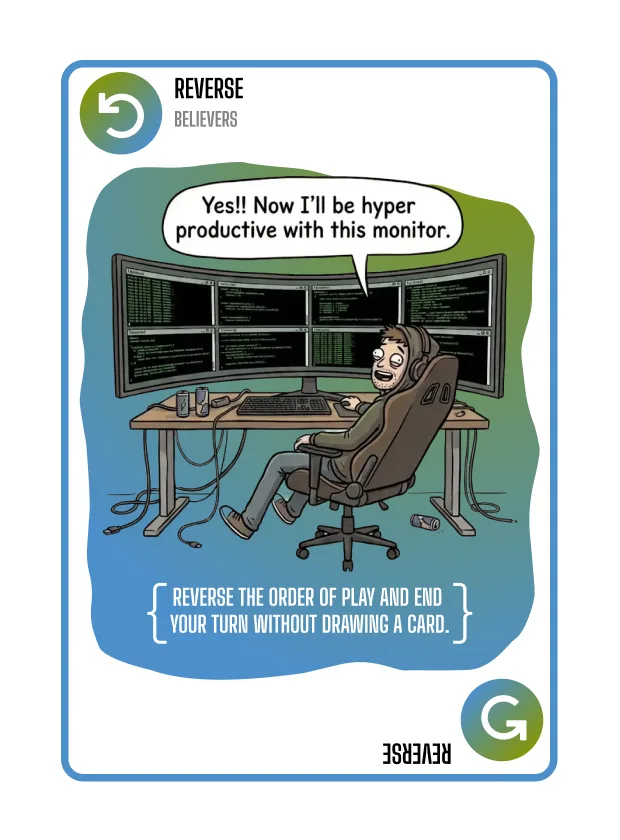 REVERSE
BELIEVERS
Yes!! Now I'll be hyper
productive with this monitor.
Terminal
REVERSE THE ORDER OF PLAY AND END
YOUR TURN WITHOUT DRAWING A CARD.
REVERSE